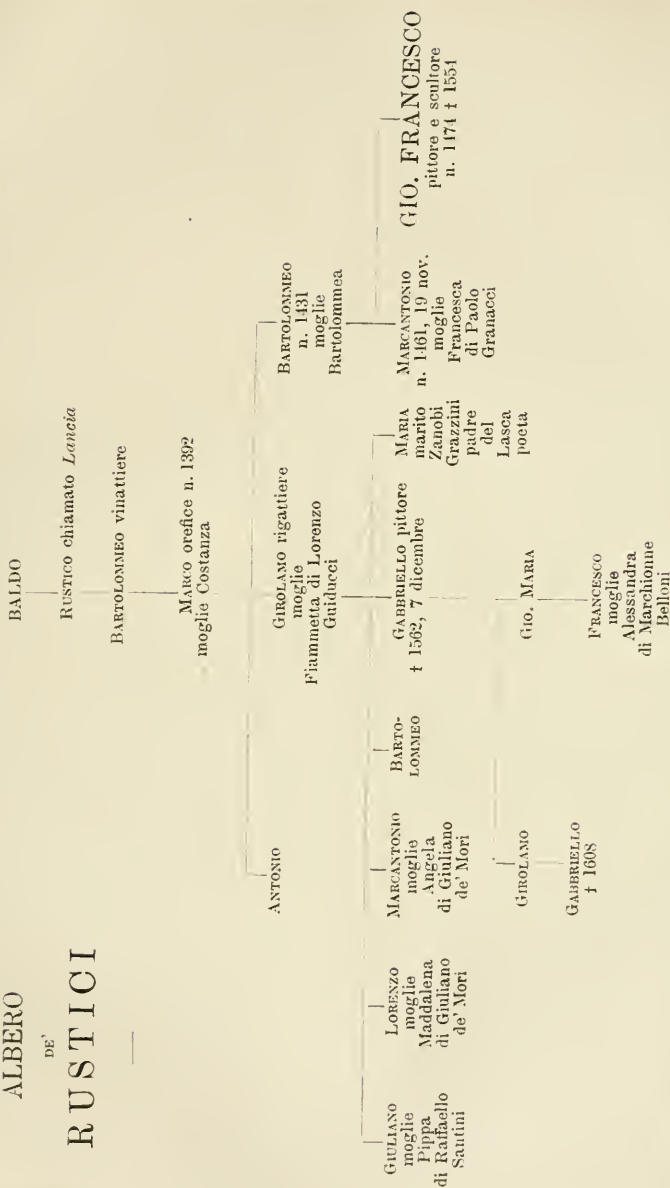 ALBERO
DE'
RUSTICI
BALDO
RUSTICO chiamato Lancia
BARTOLOMMEO vinattiere
MARCO orefice n. 1392
moglie Costanza
ANTONIO
GIROLAMO rigattiere
moglie
Fiammetta di Lorenzo
Guiducci
BARTOLOMMEO
n. 1431
moglie
Bartolommea
GIULIANO
moglie
Pippa
di Raffaello
Santini
LORENZO
moglie
Maddalena
di Giuliano
de' Mori
MARCANTONIO
moglie
Angela
di Giuliano
de' Mori
BARTO-
LOMMEO
GABBRIELLO pittore
† 1562, 7 dicembre
MARIA
marito
Zanobi
Grazzini
padre
del
Lasca
poeta
MARCANTONIO
n. 1461, 19 nov.
moglie
Francesca
di Paolo
Granacci
GIO. FRANCESCO
pittore e scultore
n. 1474 † 1554
GIROLAMO
GIO. MARIA
GABBRIELLO
† 1608
FRANCESCO
moglie
Alessandra
di Marchionne
Belloni